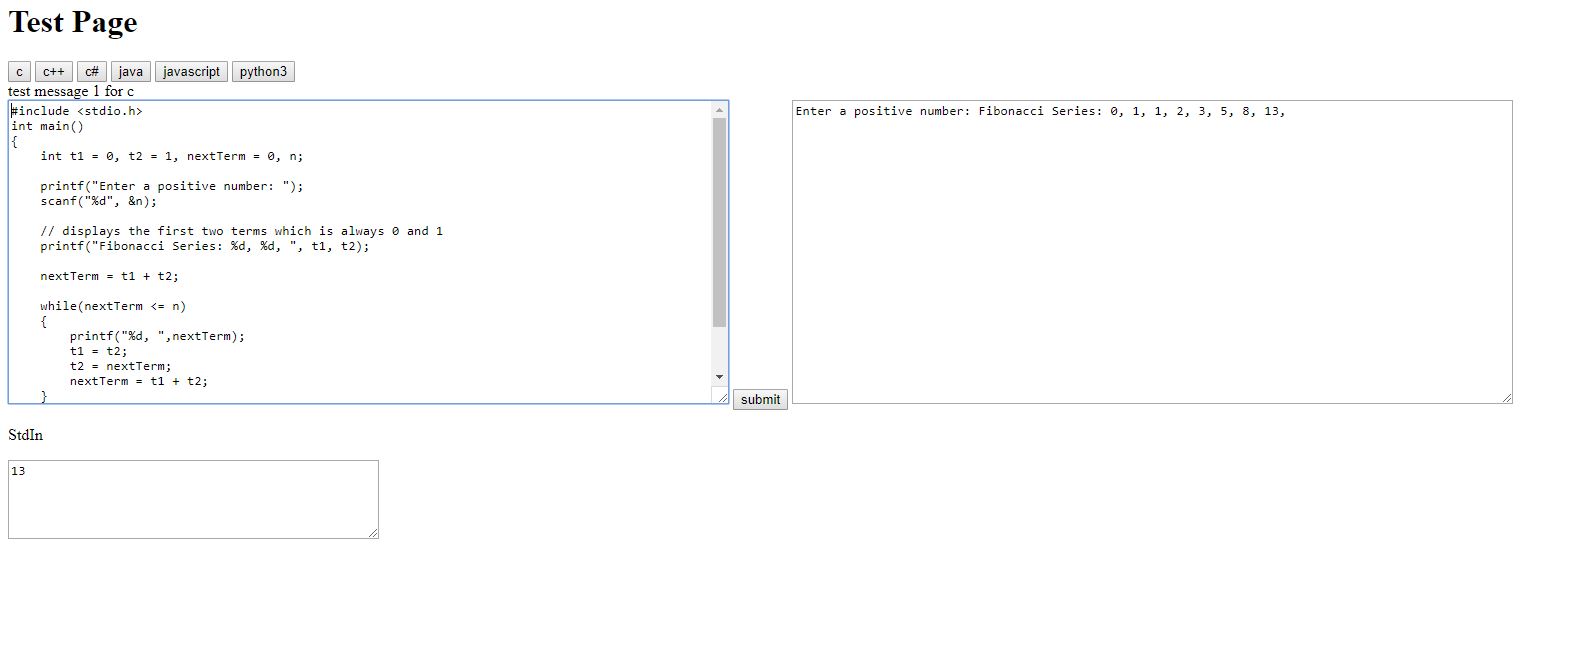 Test Page
c c++ c# java javascript python3
test message 1 for c
#include <stdio.h>
int main()
{
    int t1 = 0, t2 = 1, nextTerm = 0, n;
    printf("Enter a positive number: ");
    scanf("%d", &n);
    // displays the first two terms which is always 0 and 1
    printf("Fibonacci Series: %d, %d, ", t1, t2);
    nextTerm = t1 + t2;
    while(nextTerm <= n)
    {
        printf("%d, ",nextTerm);
        t1 = t2;
        t2 = nextTerm;
        nextTerm = t1 + t2;
    }
submit
Enter a positive number: Fibonacci Series: 0, 1, 1, 2, 3, 5, 8, 13,
StdIn
13